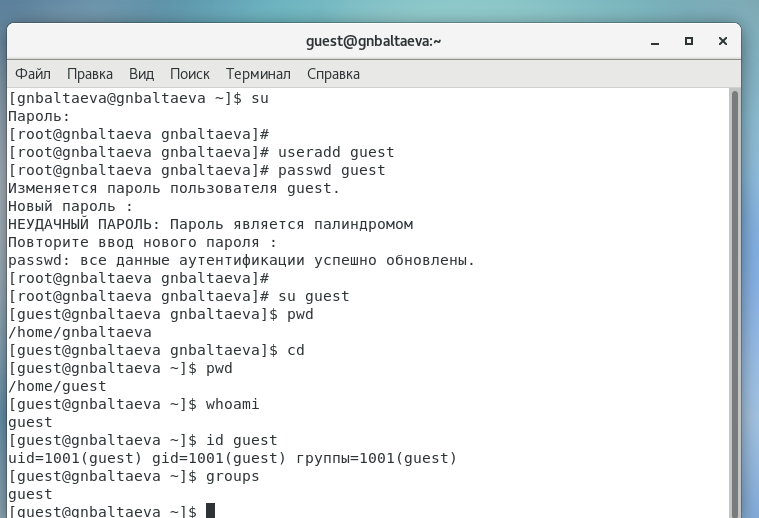 guest@gnbaltaeva:~
Файл Правка Вид Поиск Терминал Справка
[gnbaltaeva@gnbaltaeva ~]$ su
Пароль:
[root@gnbaltaeva gnbaltaeva]#
[root@gnbaltaeva gnbaltaeva]# useradd guest
[root@gnbaltaeva gnbaltaeva]# passwd guest
Изменяется пароль пользователя guest.
Новый пароль :
НЕУДАЧНЫЙ ПАРОЛЬ: Пароль является палиндромом
Повторите ввод нового пароля :
passwd: все данные аутентификации успешно обновлены.
[root@gnbaltaeva gnbaltaeva]#
[root@gnbaltaeva gnbaltaeva]# su guest
[guest@gnbaltaeva gnbaltaeva]$ pwd
/home/gnbaltaeva
[guest@gnbaltaeva gnbaltaeva]$ cd
[guest@gnbaltaeva ~]$ pwd
/home/guest
[guest@gnbaltaeva ~]$ whoami
guest
[guest@gnbaltaeva ~]$ id guest
uid=1001(guest) gid=1001(guest) группы=1001(guest)
[guest@gnbaltaeva ~]$ groups
guest
[guest@gnbaltaeva ~]$